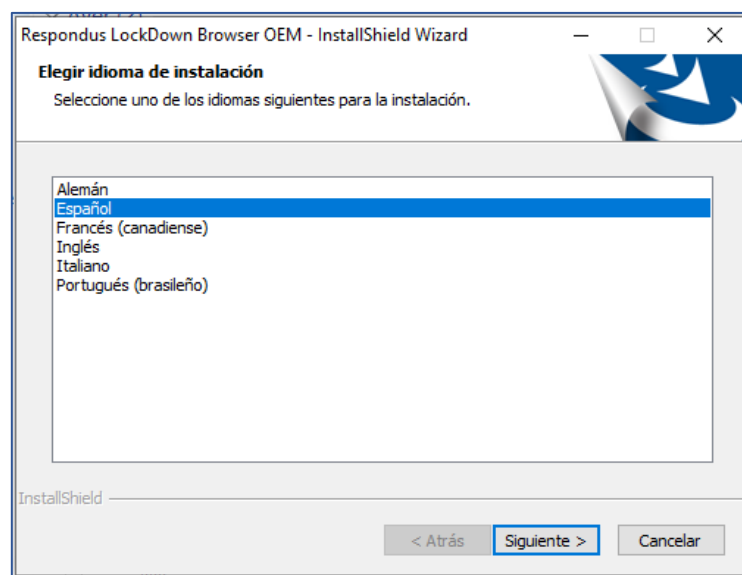 Respondus LockDown Browser OEM - InstallShield Wizard
Elegir idioma de instalación
Seleccione uno de los idiomas siguientes para la instalación.
Alemán
Español
Francés (canadiense)
Inglés
Italiano
Portugués (brasileño)
InstallShield
< Atrás Siguiente > Cancelar